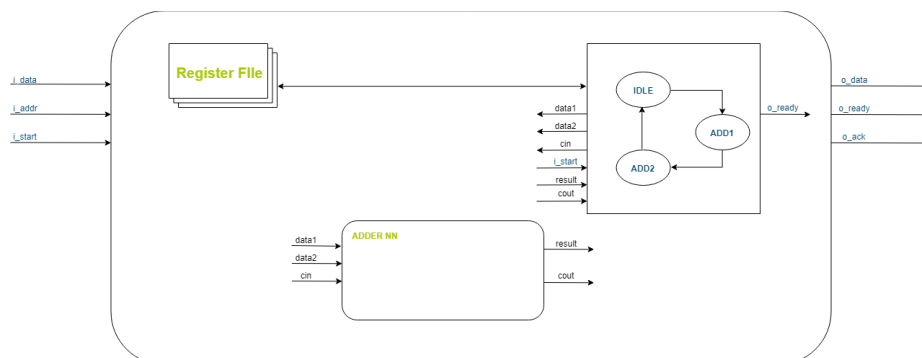 Register FIle
i_data
i_addr
i_start
IDLE
ADD1
ADD2
data1
data2
cin
i_start
result
cout
o_ready
o_data
o_ready
o_ack
ADDER NN
data1
data2
cin
result
cout